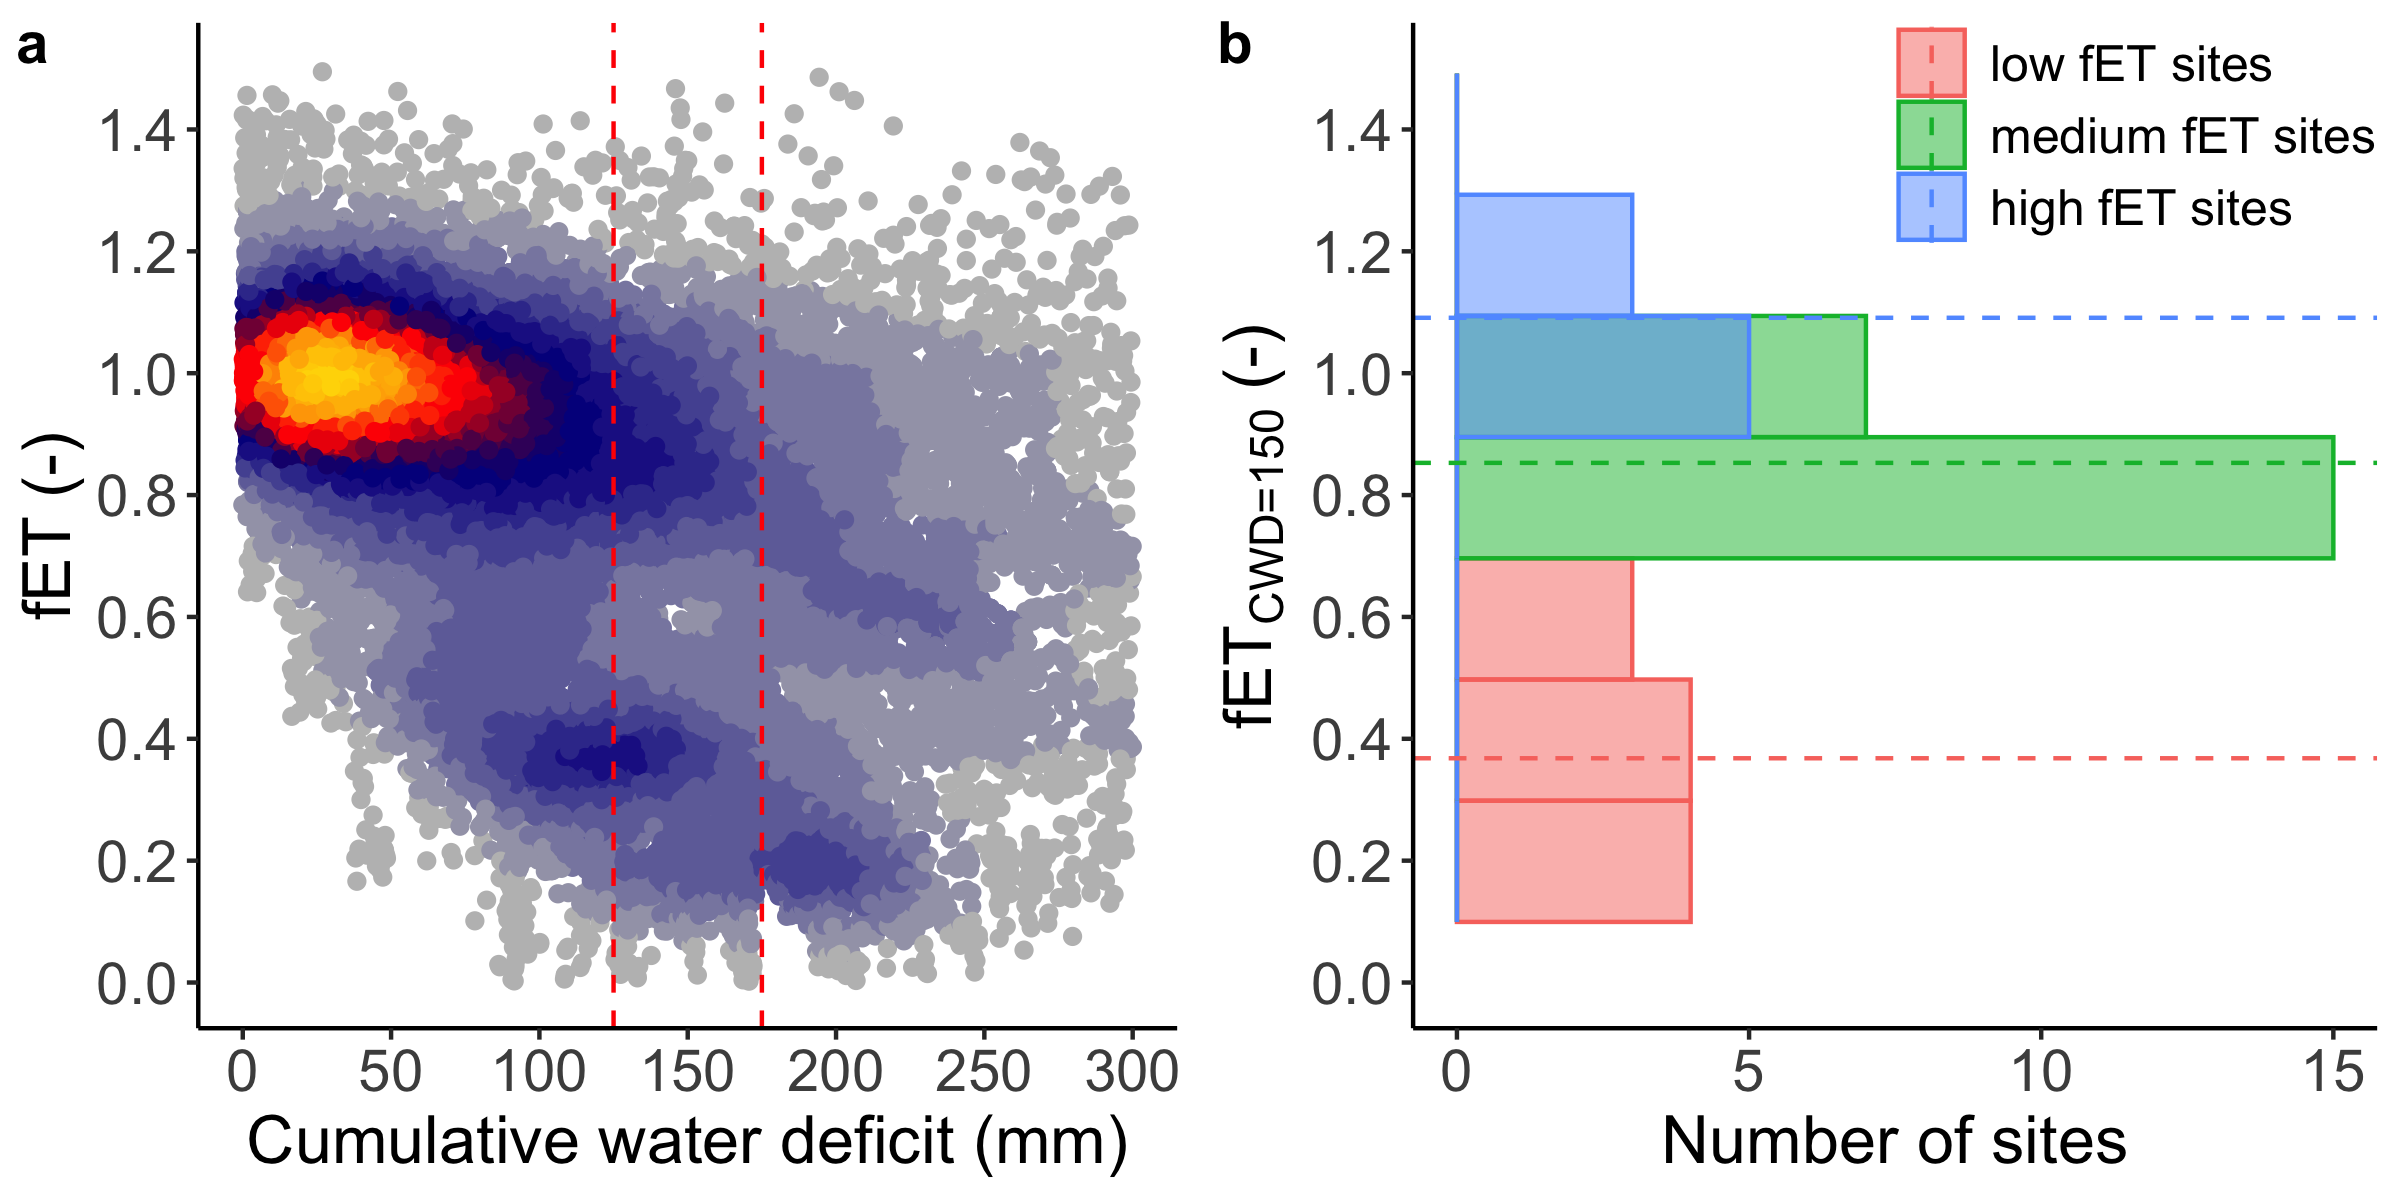 a
fET (-)
1.4
1.2
1.0
0.8
0.6
0.4
0.2
0.0
0 50 100 150 200 250 300
Cumulative water deficit (mm)
b
low fET sites
medium fET sites
high fET sites
fETCWD=150 (-)
1.4
1.2
1.0
0.8
0.6
0.4
0.2
0.0
0 5 10 15
Number of sites